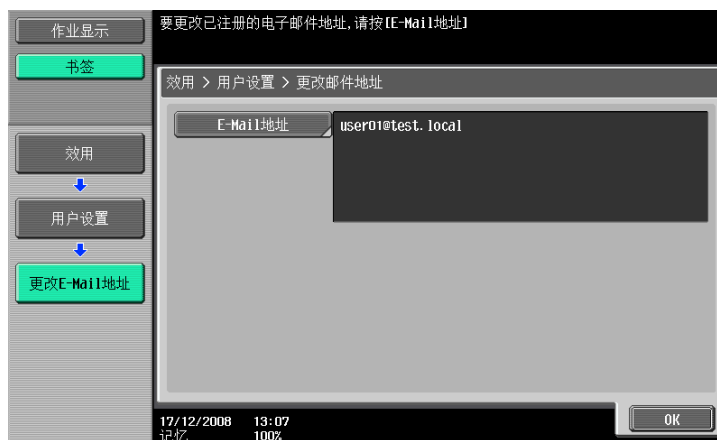 作业显示
书签
要更改已注册的电子邮件地址,请按[E-Mail地址]
效用 > 用户设置 > 更改邮件地址
E-Mail地址
user01@test.local
效用
用户设置
更改E-Mail地址
17/12/2008 13:07
记忆 100%
OK